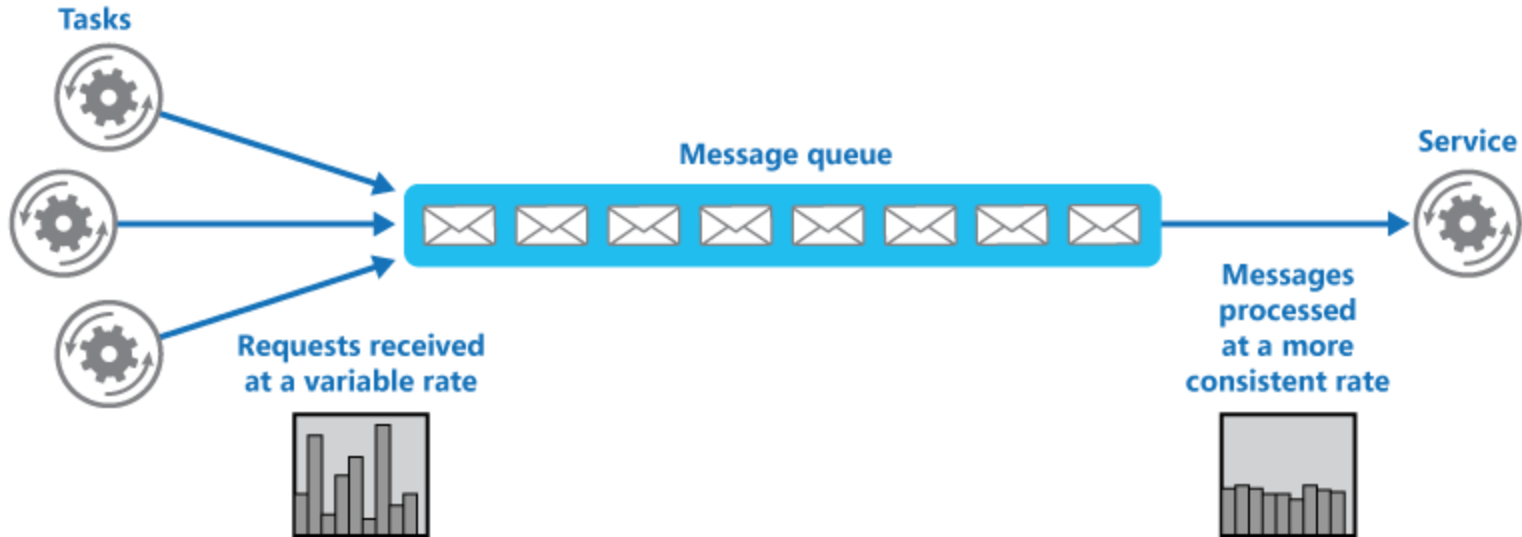 Tasks
Message queue
Service
Requests received
at a variable rate
Messages
processed
at a more
consistent rate